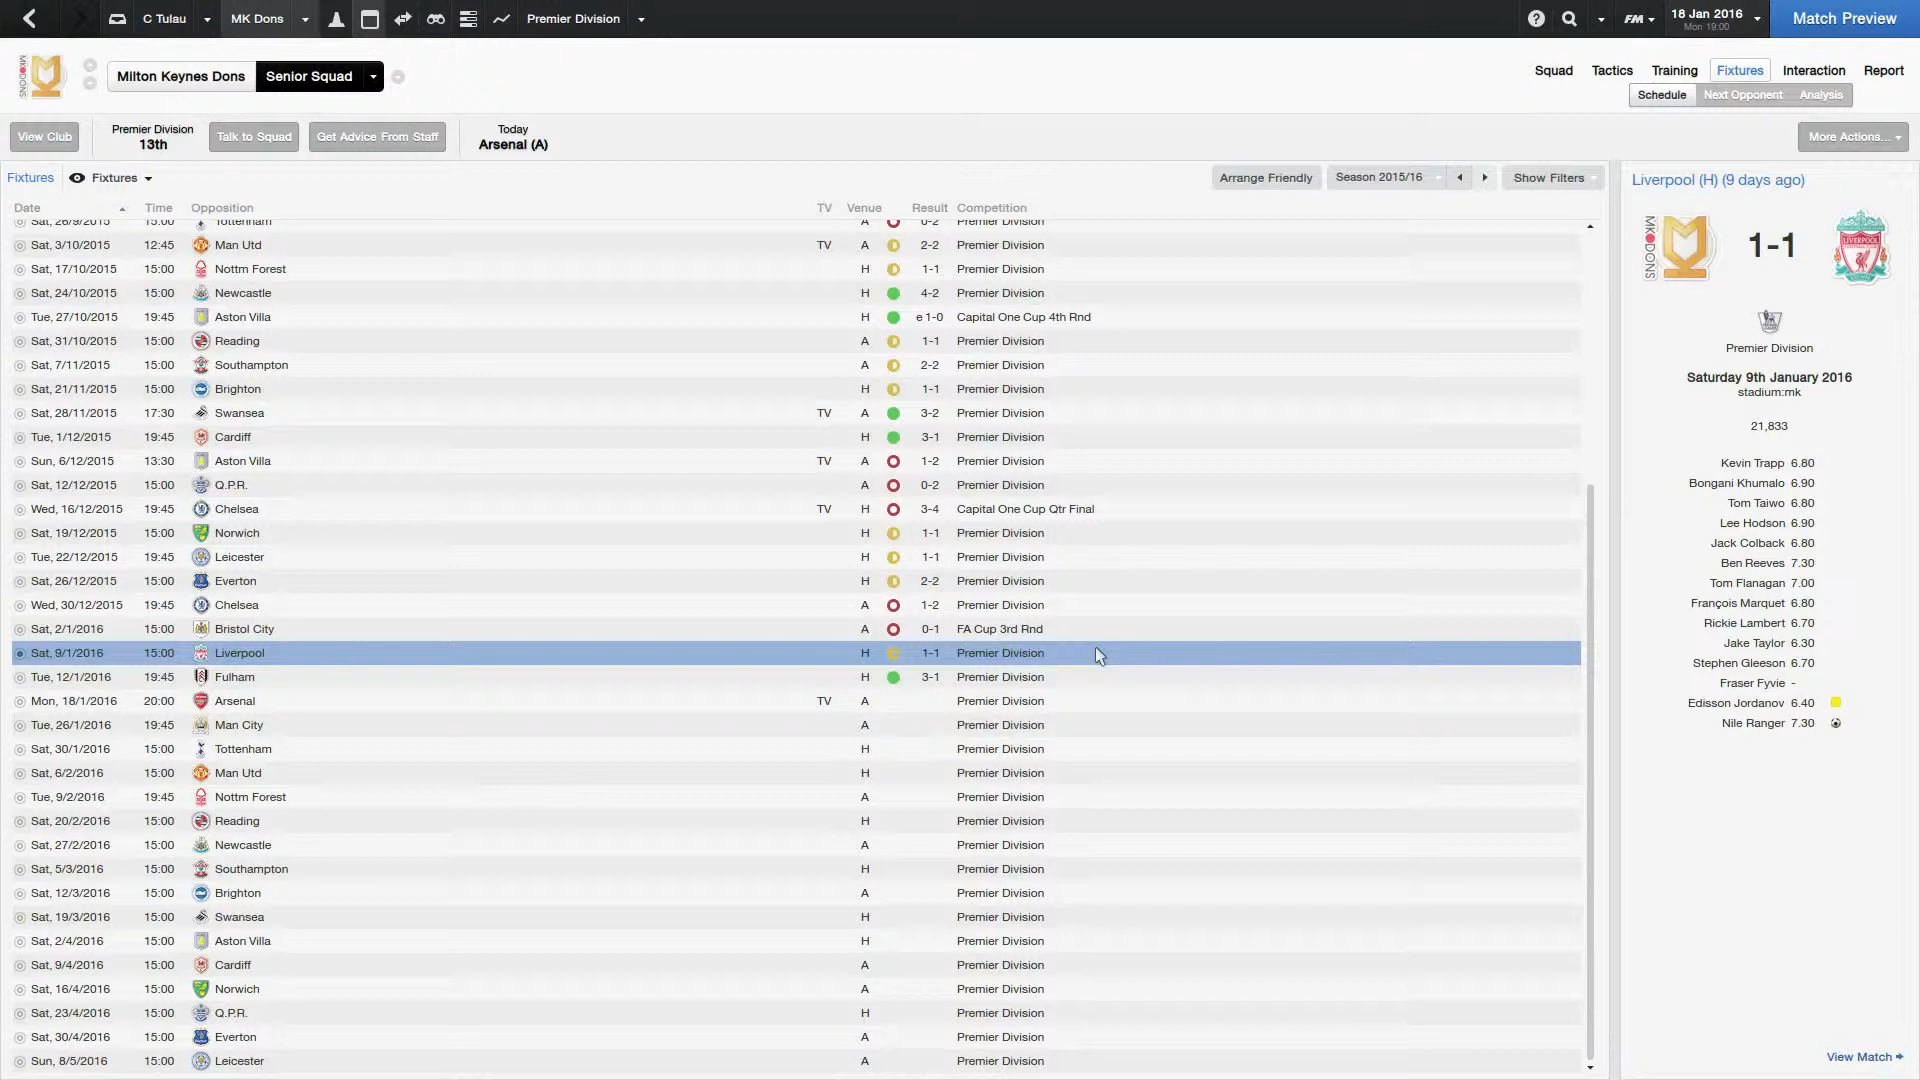 C Tulau MK Dons Premier Division FM 18 Jan 2016 Mon 19:00 Match Preview
MK DONS Milton Keynes Dons Senior Squad Squad Tactics Training Fixtures Interaction Report
Schedule Next Opponent Analysis
View Club Premier Division 13th Talk to Squad Get Advice From Staff Today Arsenal (A) More Actions...
Fixtures Fixtures Arrange Friendly Season 2015/16 Show Filters
Date Time Opposition TV Venue Result Competition
Sat, 26/9/2015 15:00 Tottenham A 0-2 Premier Division
Sat, 3/10/2015 12:45 Man Utd TV A 2-2 Premier Division
Sat, 17/10/2015 15:00 Nottm Forest H 1-1 Premier Division
Sat, 24/10/2015 15:00 Newcastle H 4-2 Premier Division
Tue, 27/10/2015 19:45 Aston Villa H e 1-0 Capital One Cup 4th Rnd
Sat, 31/10/2015 15:00 Reading A 1-1 Premier Division
Sat, 7/11/2015 15:00 Southampton A 2-2 Premier Division
Sat, 21/11/2015 15:00 Brighton H 1-1 Premier Division
Sat, 28/11/2015 17:30 Swansea TV A 3-2 Premier Division
Tue, 1/12/2015 19:45 Cardiff H 3-1 Premier Division
Sun, 6/12/2015 13:30 Aston Villa TV A 1-2 Premier Division
Sat, 12/12/2015 15:00 Q.P.R. A 0-2 Premier Division
Wed, 16/12/2015 19:45 Chelsea TV H 3-4 Capital One Cup Qtr Final
Sat, 19/12/2015 15:00 Norwich H 1-1 Premier Division
Tue, 22/12/2015 19:45 Leicester H 1-1 Premier Division
Sat, 26/12/2015 15:00 Everton H 2-2 Premier Division
Wed, 30/12/2015 19:45 Chelsea A 1-2 Premier Division
Sat, 2/1/2016 15:00 Bristol City A 0-1 FA Cup 3rd Rnd
Sat, 9/1/2016 15:00 Liverpool H 1-1 Premier Division
Tue, 12/1/2016 19:45 Fulham H 3-1 Premier Division
Mon, 18/1/2016 20:00 Arsenal TV A Premier Division
Tue, 26/1/2016 19:45 Man City A Premier Division
Sat, 30/1/2016 15:00 Tottenham H Premier Division
Sat, 6/2/2016 15:00 Man Utd H Premier Division
Tue, 9/2/2016 19:45 Nottm Forest A Premier Division
Sat, 20/2/2016 15:00 Reading H Premier Division
Sat, 27/2/2016 15:00 Newcastle A Premier Division
Sat, 5/3/2016 15:00 Southampton H Premier Division
Sat, 12/3/2016 15:00 Brighton A Premier Division
Sat, 19/3/2016 15:00 Swansea H Premier Division
Sat, 2/4/2016 15:00 Aston Villa H Premier Division
Sat, 9/4/2016 15:00 Cardiff A Premier Division
Sat, 16/4/2016 15:00 Norwich A Premier Division
Sat, 23/4/2016 15:00 Q.P.R. H Premier Division
Sat, 30/4/2016 15:00 Everton A Premier Division
Sun, 8/5/2016 15:00 Leicester A Premier Division
Liverpool (H) (9 days ago)
MK DONS 1-1 LIVERPOOL
Premier Division
Saturday 9th January 2016
stadium:mk
21,833
Kevin Trapp 6.80
Bongani Khumalo 6.90
Tom Taiwo 6.80
Lee Hodson 6.90
Jack Colback 6.80
Ben Reeves 7.30
Tom Flanagan 7.00
François Marquet 6.80
Rickie Lambert 6.70
Jake Taylor 6.30
Stephen Gleeson 6.70
Fraser Fyvie -
Edisson Jordanov 6.40
Nile Ranger 7.30
View Match